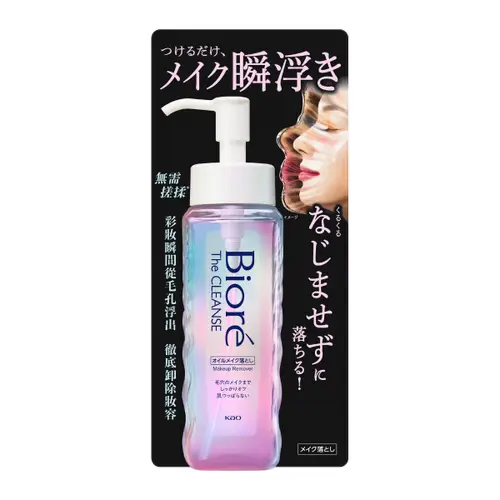 つけるだけ、
メイク瞬浮き
イメージ
無需
搓揉
彩妝瞬間從毛孔浮出
徹底卸除妝容
くるくる
なじませずに
落ちる!
Bioré
The CLEANSE
オイルメイク落とし
Makeup Remover
毛穴のメイクまで
しっかりオフ
肌つっぱらない
Kao
メイク落とし